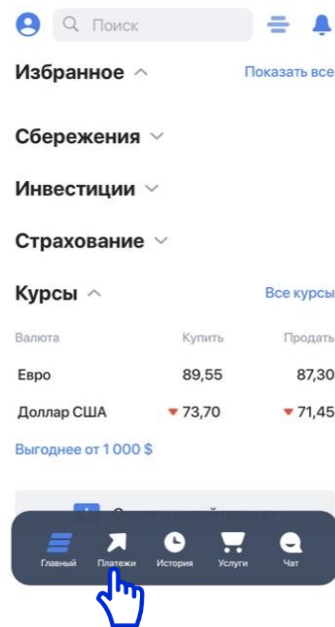 Поиск
Избранное Показать все
Сбережения
Инвестиции
Страхование
Курсы Все курсы
Валюта Купить Продать
Евро 89,55 87,30
Доллар США 73,70 71,45
Выгоднее от 1 000 $
Главный Платежи История Услуги Чат